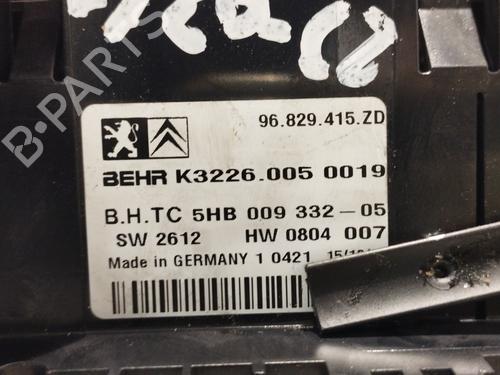 96.829.415.ZD
BEHR K3226.005 0019
B.H.TC 5HB 009 332-05
SW 2612 HW 0804 007
Made in GERMANY 1 0421
B-PARTS